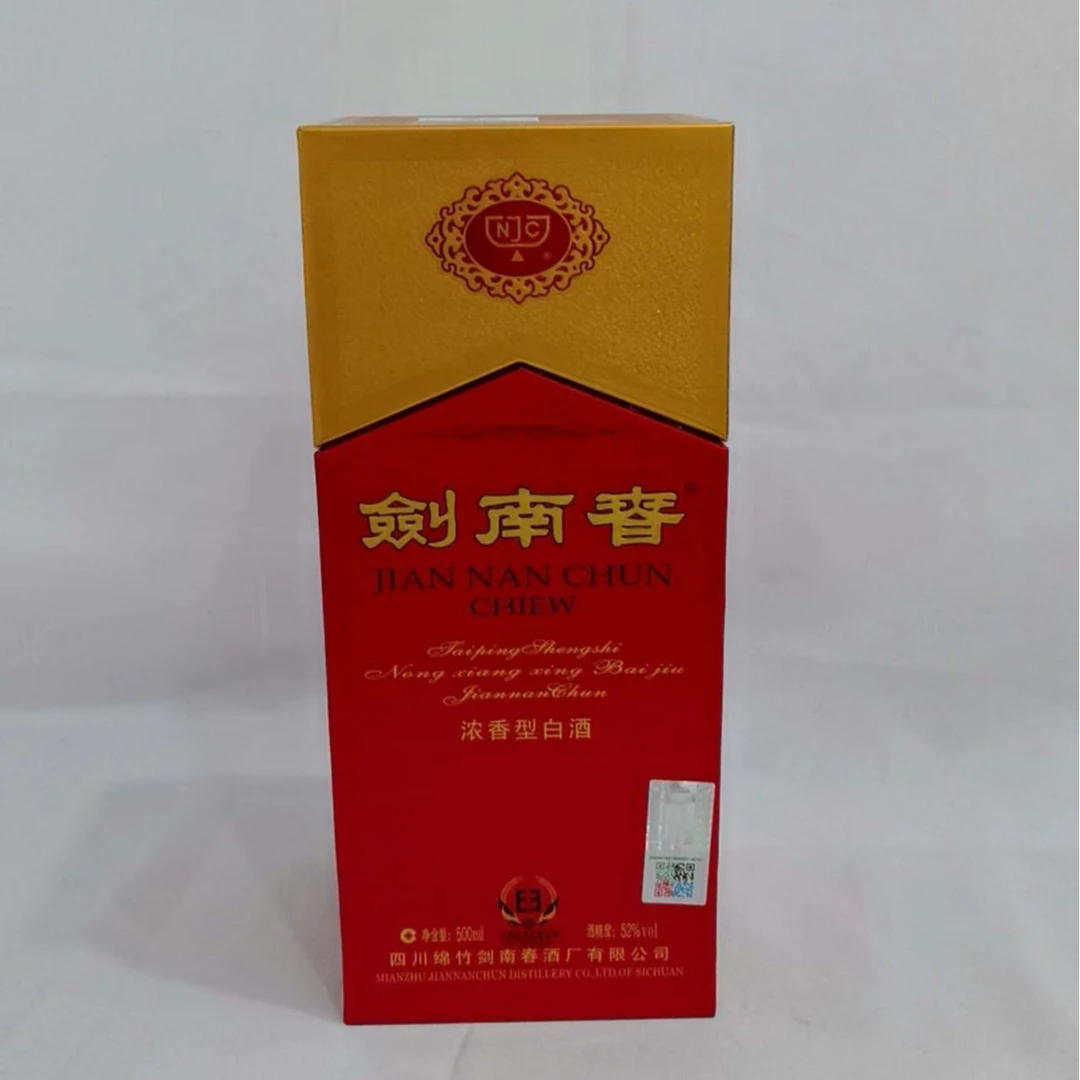 NJC
®
劍南春®
JIAN NAN CHUN
CHIEW
TaipingShengshi
Nong xiang xing Bai jiu
JiannanChun
浓香型白酒
净含量: 500ml 酒精度: 52%vol
四川绵竹剑南春酒厂有限公司
MIANZHU JIANNANCHUN DISTILLERY CO.,LTD.OF SICHUAN